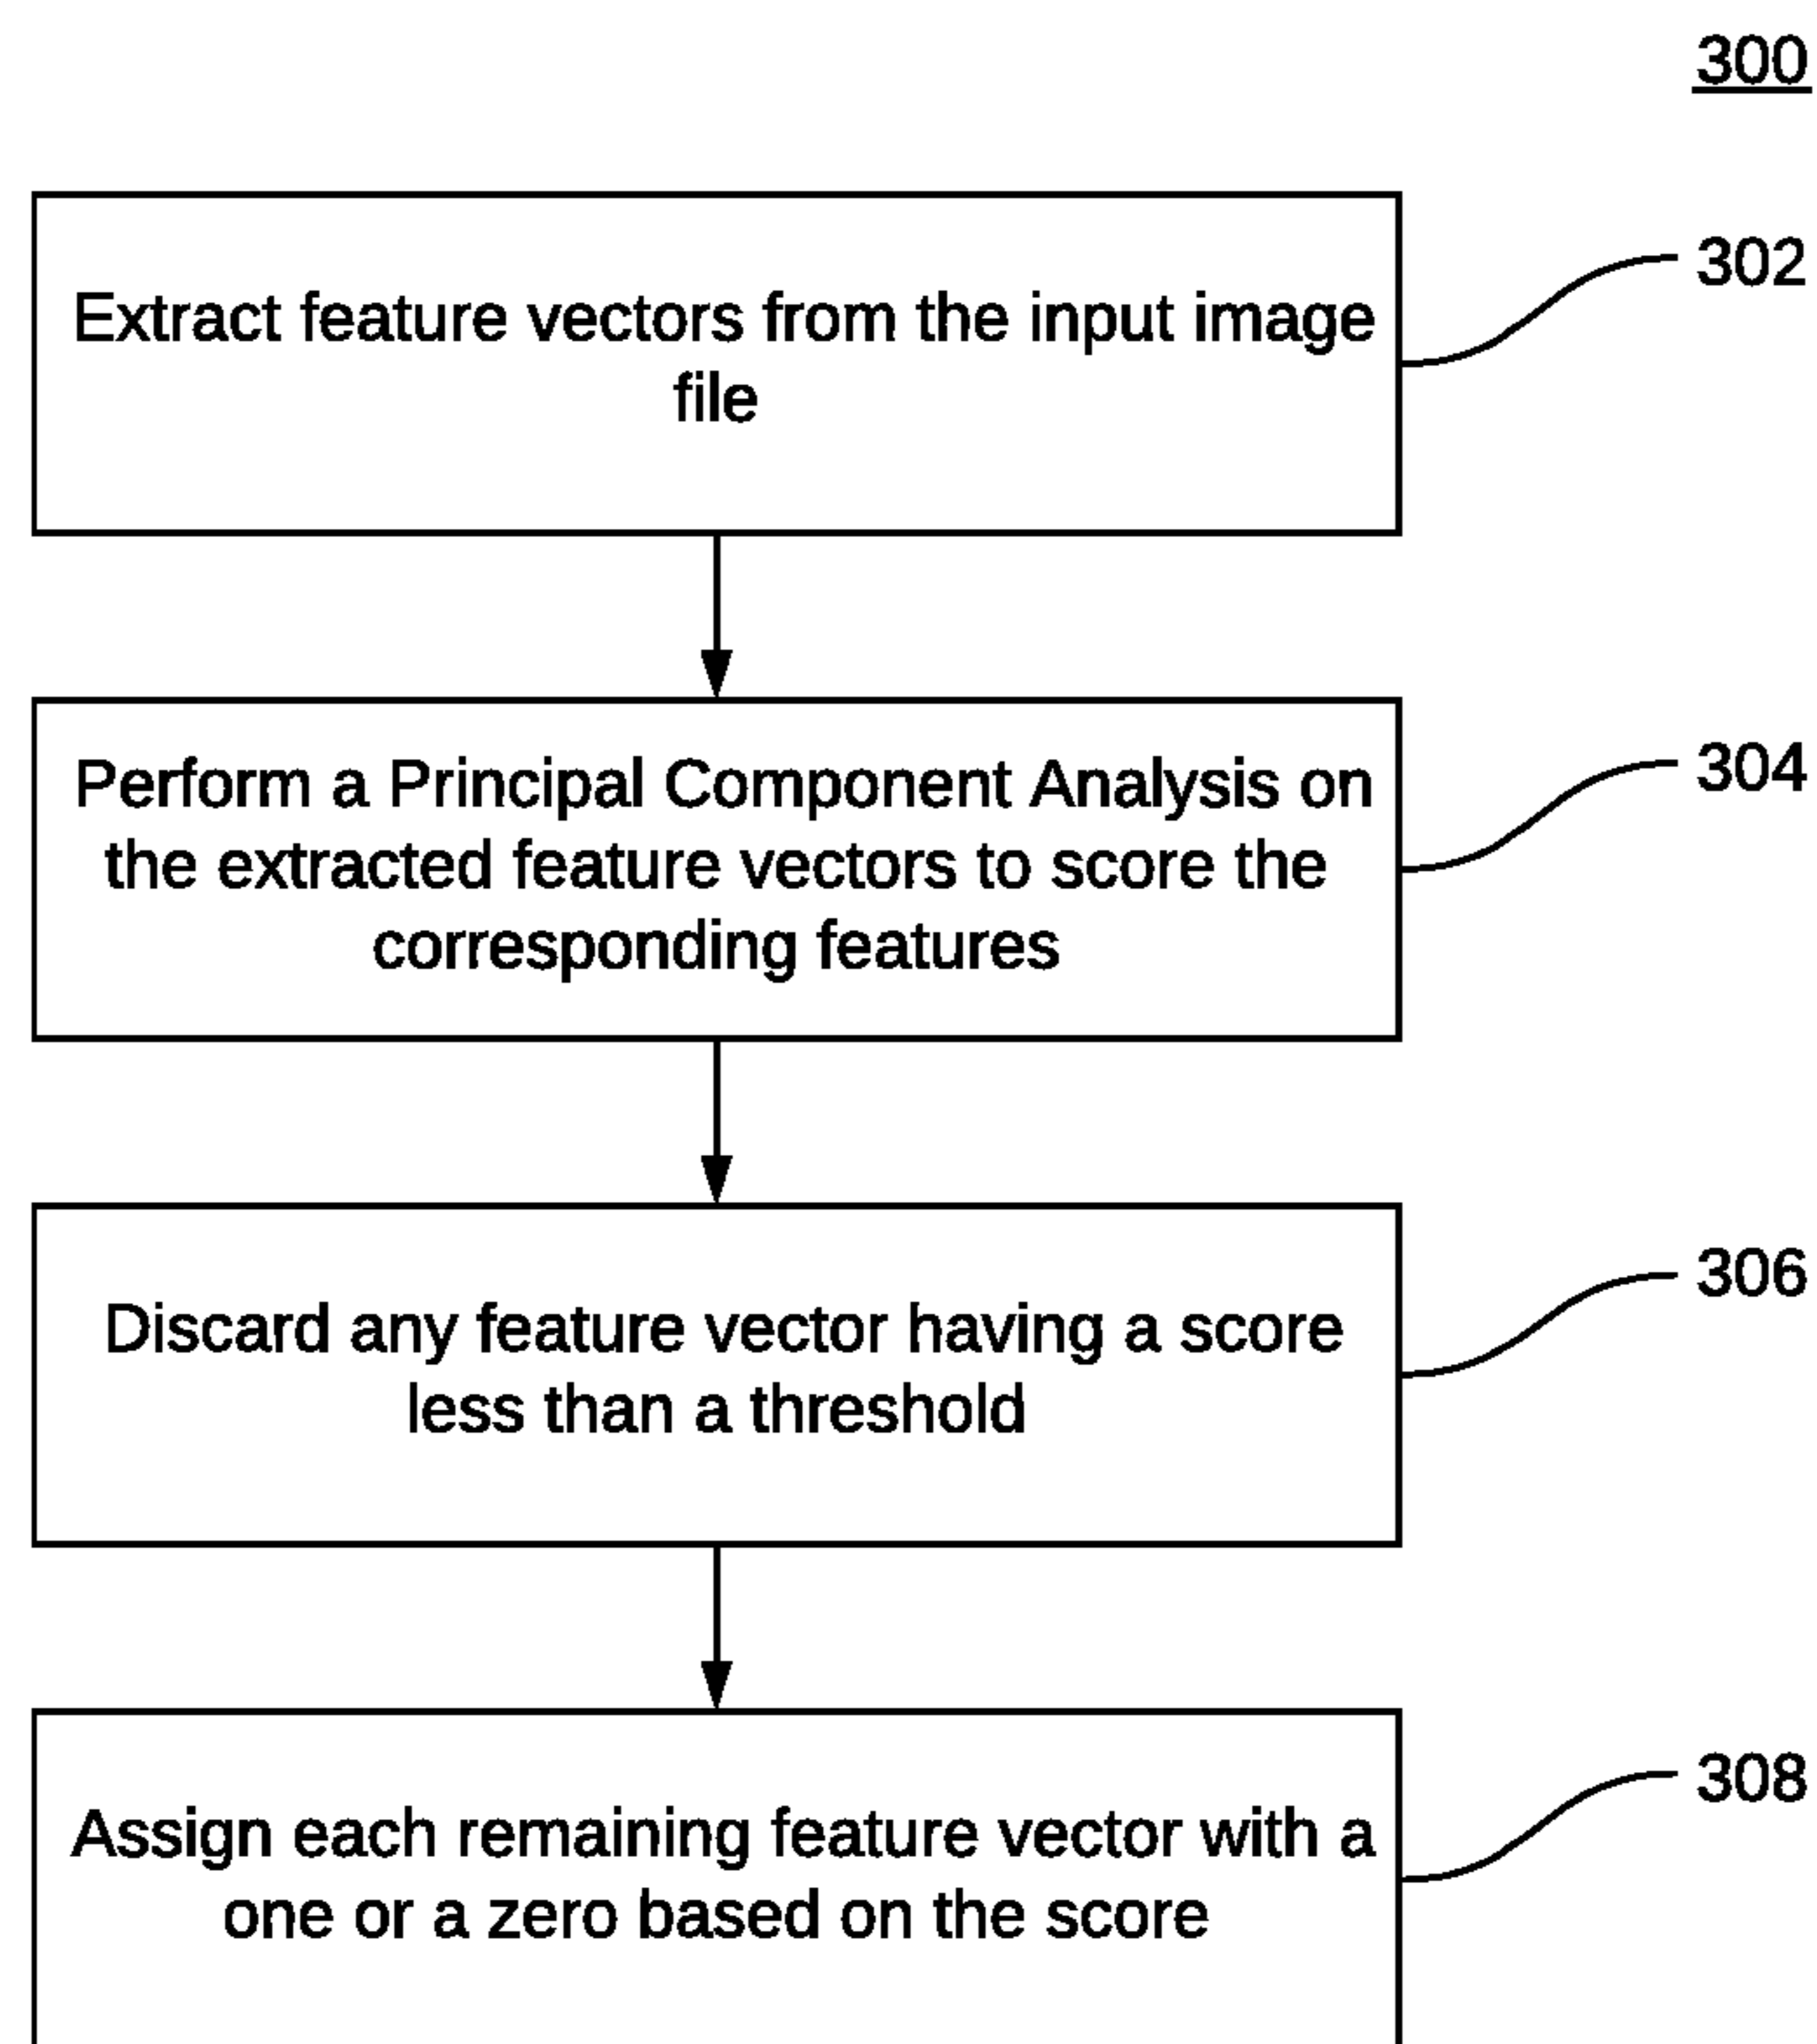 300
302
Extract feature vectors from the input image
file
304
Perform a Principal Component Analysis on
the extracted feature vectors to score the
corresponding features
306
Discard any feature vector having a score
less than a threshold
308
Assign each remaining feature vector with a
one or a zero based on the score